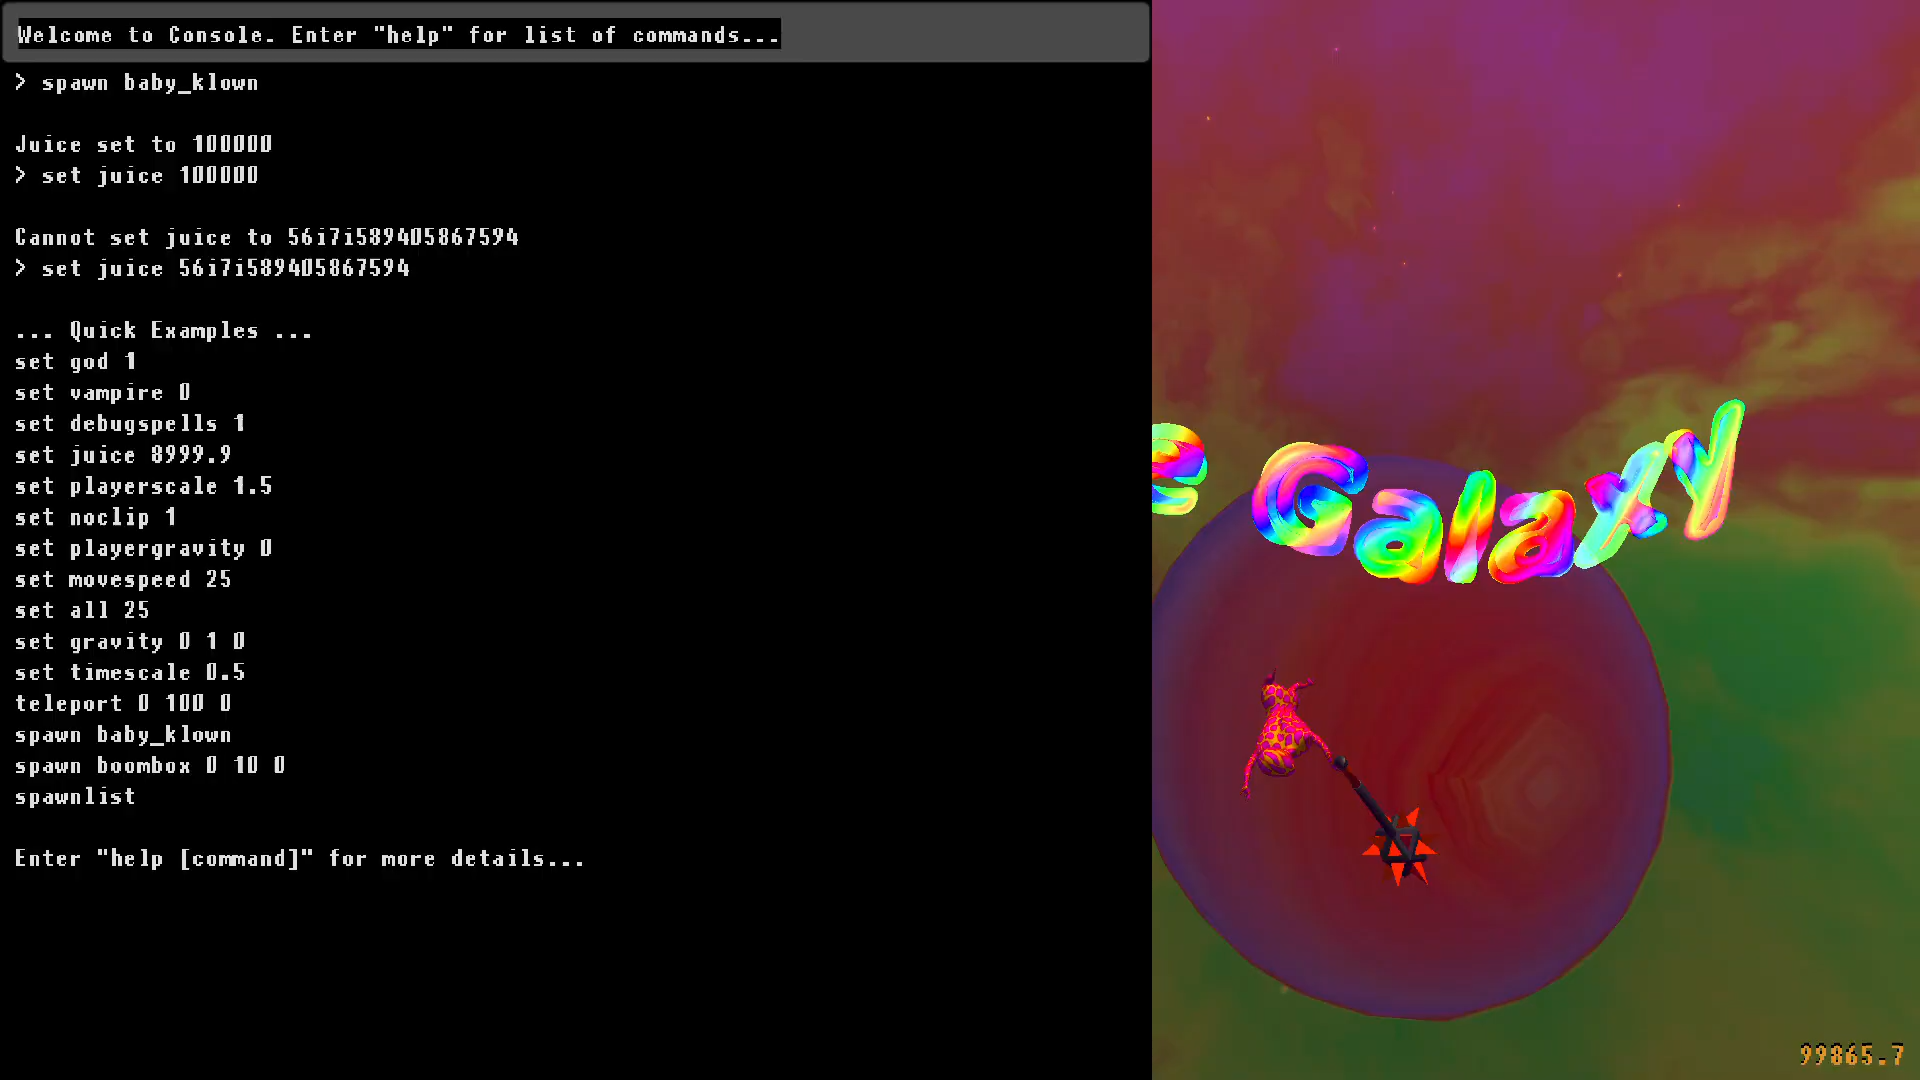 Welcome to Console. Enter "help" for list of commands...
> spawn baby_klown
Juice set to 100000
> set juice 100000
Cannot set juice to 56i7i589405867594
> set juice 56i7i589405867594
... Quick Examples ...
set god 1
set vampire 0
set debugspells 1
set juice 8999.9
set playerscale 1.5
set noclip 1
set playergravity 0
set movespeed 25
set all 25
set gravity 0 1 0
set timescale 0.5
teleport 0 100 0
spawn baby_klown
spawn boombox 0 10 0
spawnlist
Enter "help [command]" for more details...
e Galaxy
99865.7